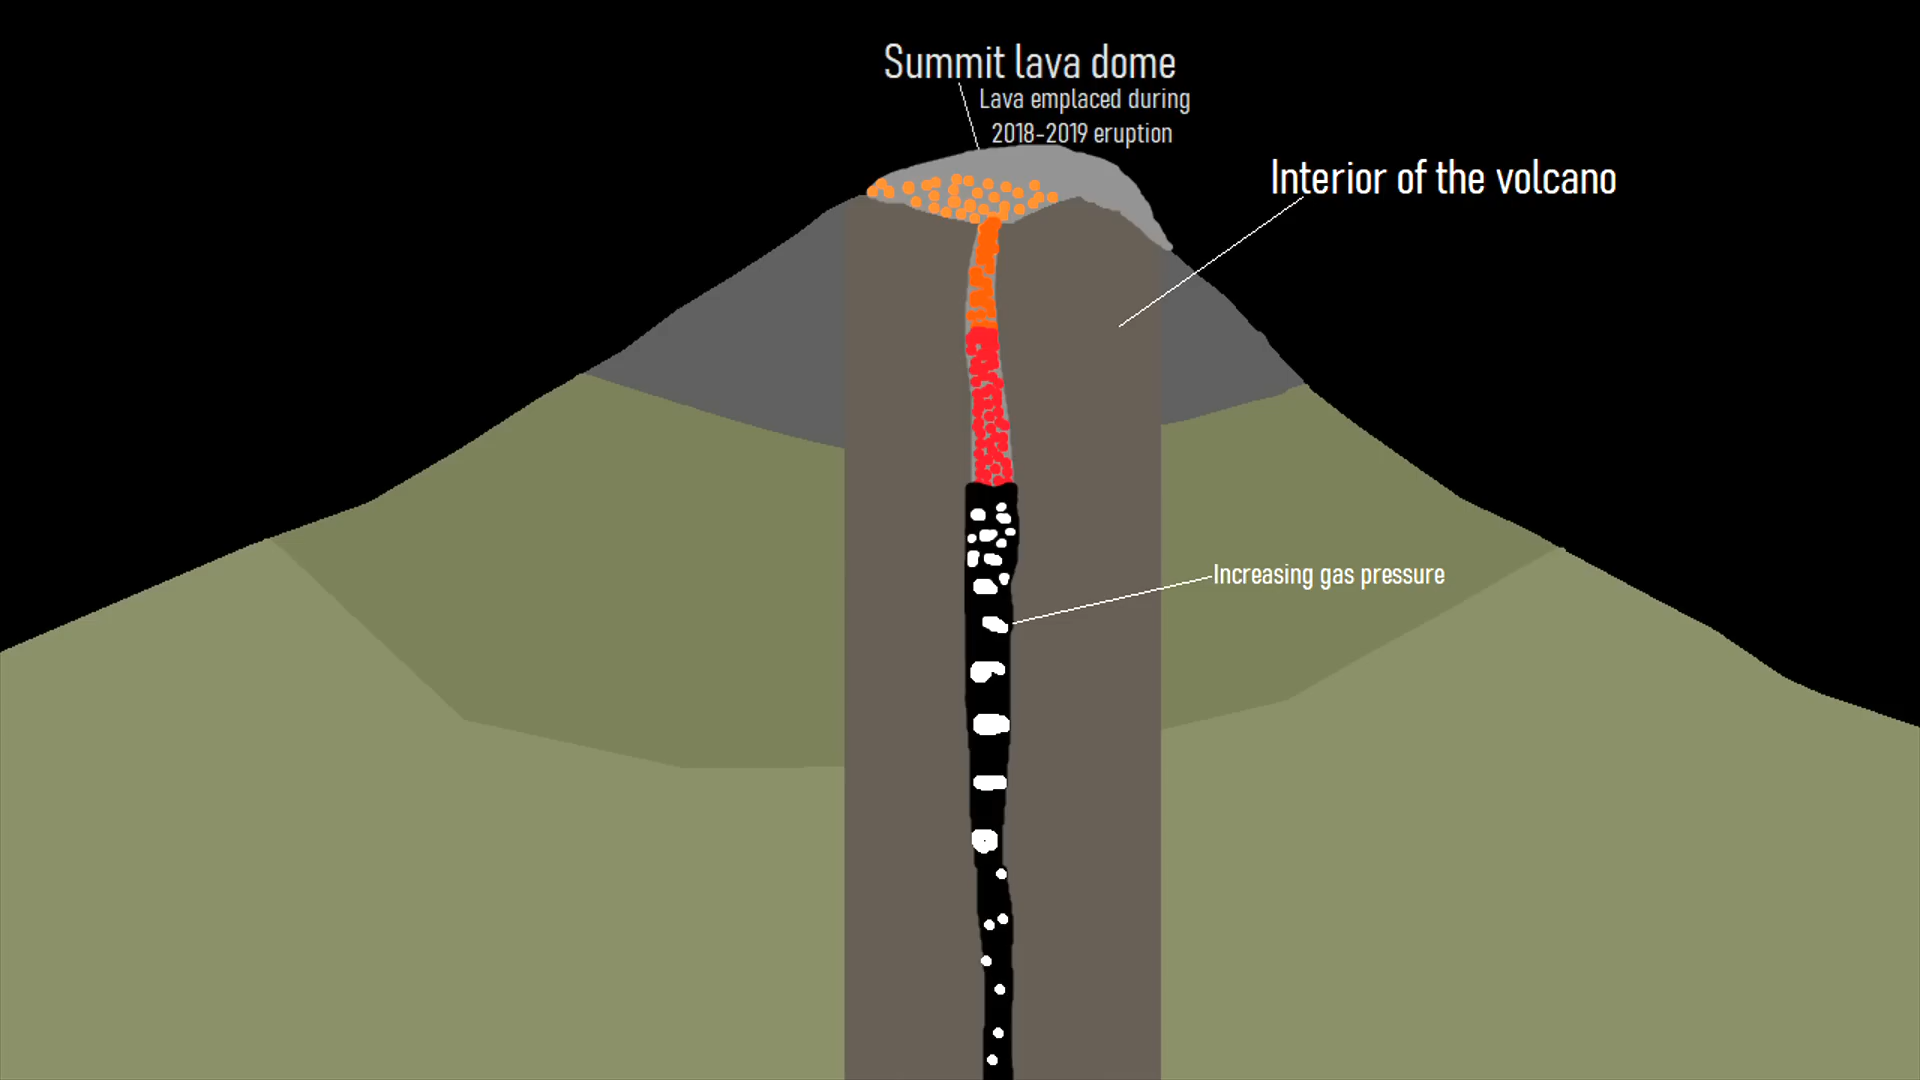 Summit lava dome
Lava emplaced during
2018-2019 eruption
Interior of the volcano
Increasing gas pressure